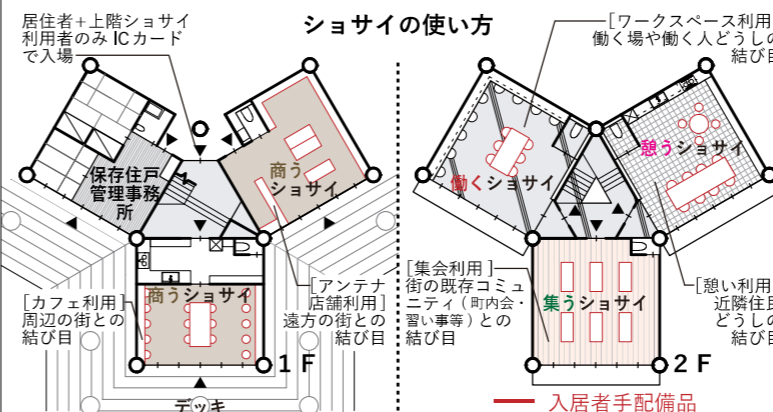 ショサイの使い方
居住者+上階ショサイ
利用者のみICカード
で入場
保存住戸
管理事務
所
商う
ショサイ
[カフェ利用]
周辺の街との
結び目
商うショサイ
[アンテナ
店舗利用]
遠方の街との
結び目
1F
デッキ
[ワークスペース利用
働く場や働く人どうしの
結び目
働くショサイ
憩うショサイ
[集会利用]
街の既存コミュ
ニティ(町内会・
習い事等)との
結び目
集うショサイ
[憩い利用
近隣住民
どうしの
結び目
2F
入居者手配備品